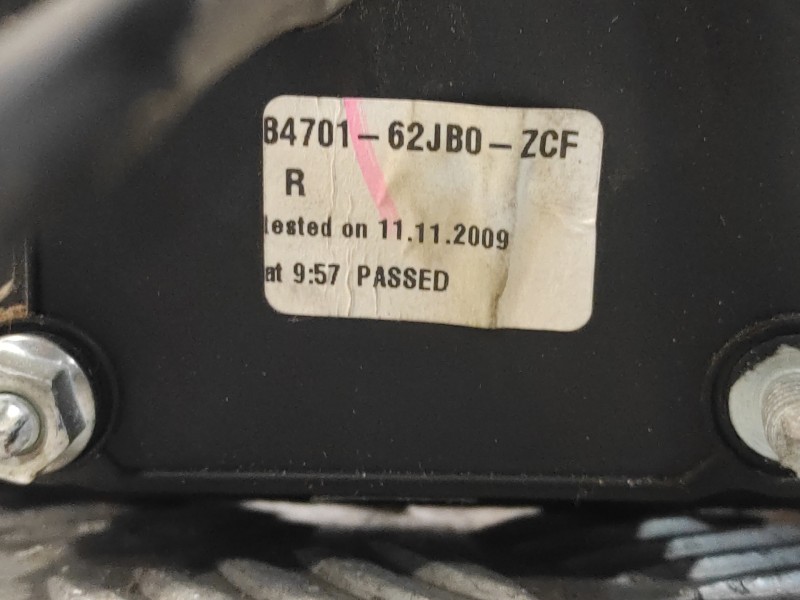 84701-62JB0-ZCF
R
tested on 11.11.2009
at 9:57 PASSED